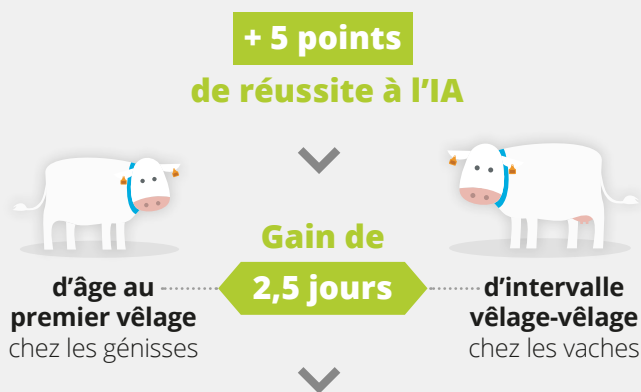 + 5 points
de réussite à l’IA
Gain de
2,5 jours
d’âge au
premier vêlage
chez les génisses
d’intervalle
vêlage-vêlage
chez les vaches